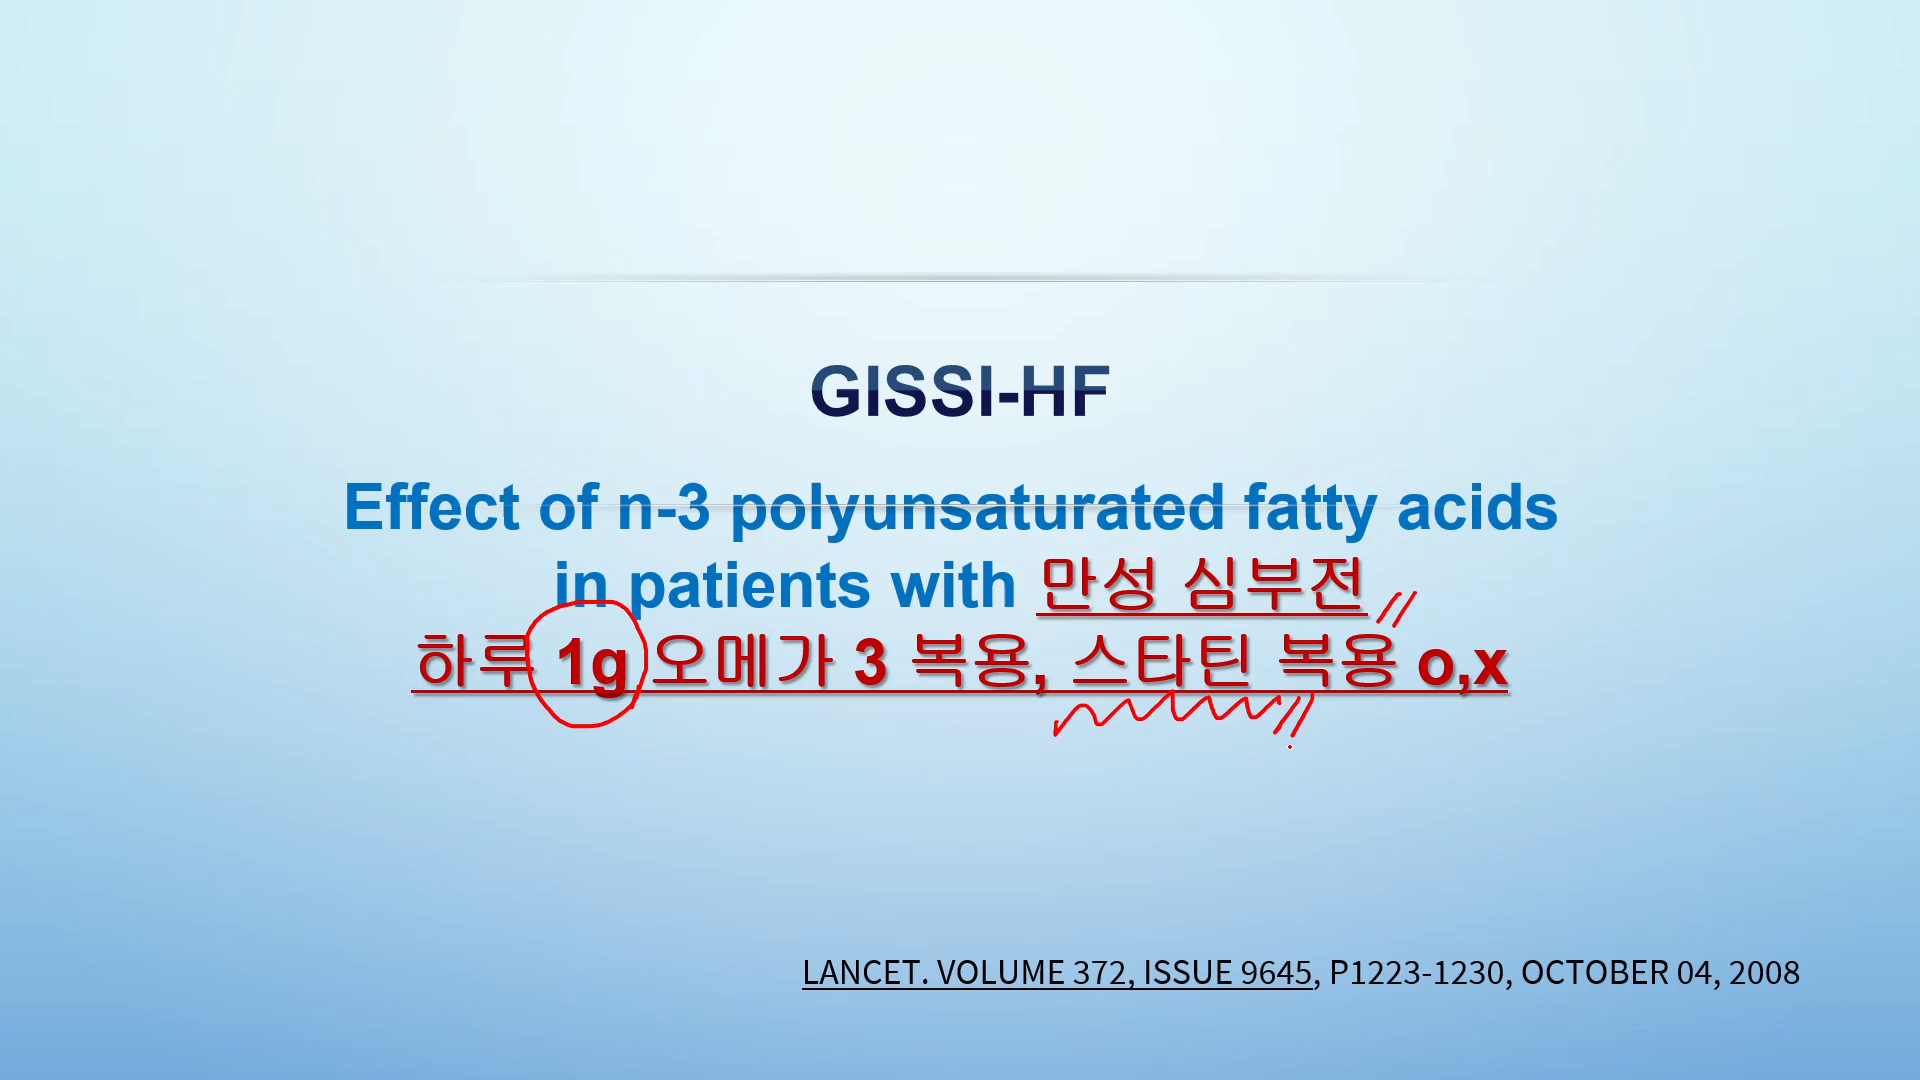 GISSI-HF
Effect of n-3 polyunsaturated fatty acids
in patients with 만성 심부전
하루 1g 오메가 3 복용, 스타틴 복용 o,x
LANCET. VOLUME 372, ISSUE 9645, P1223-1230, OCTOBER 04, 2008